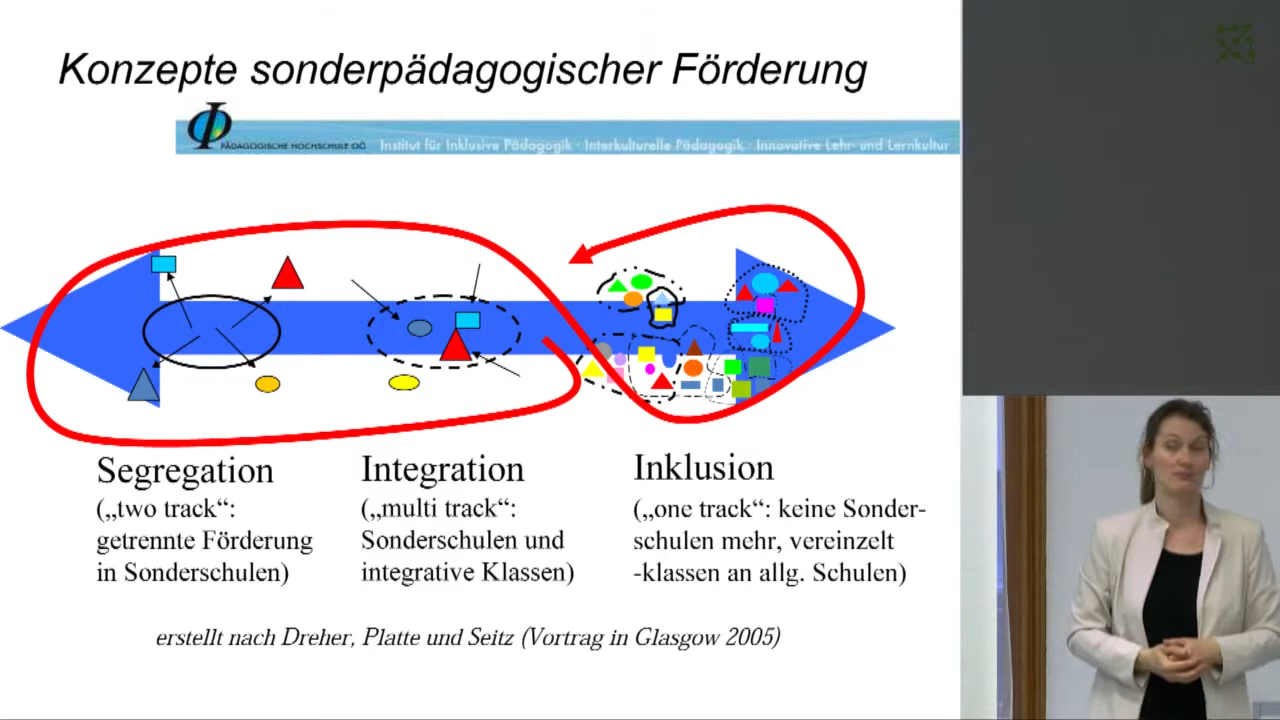 Konzepte sonderpädagogischer Förderung
PÄDAGOGISCHE HOCHSCHULE OÖ Institut für Inklusive Pädagogik · Interkulturelle Pädagogik · Innovative Lehr- und Lernkultur
Segregation
(„two track“:
getrennte Förderung
in Sonderschulen)
Integration
(„multi track“:
Sonderschulen und
integrative Klassen)
Inklusion
(„one track“: keine Sonder-
schulen mehr, vereinzelt
-klassen an allg. Schulen)
erstellt nach Dreher, Platte und Seitz (Vortrag in Glasgow 2005)